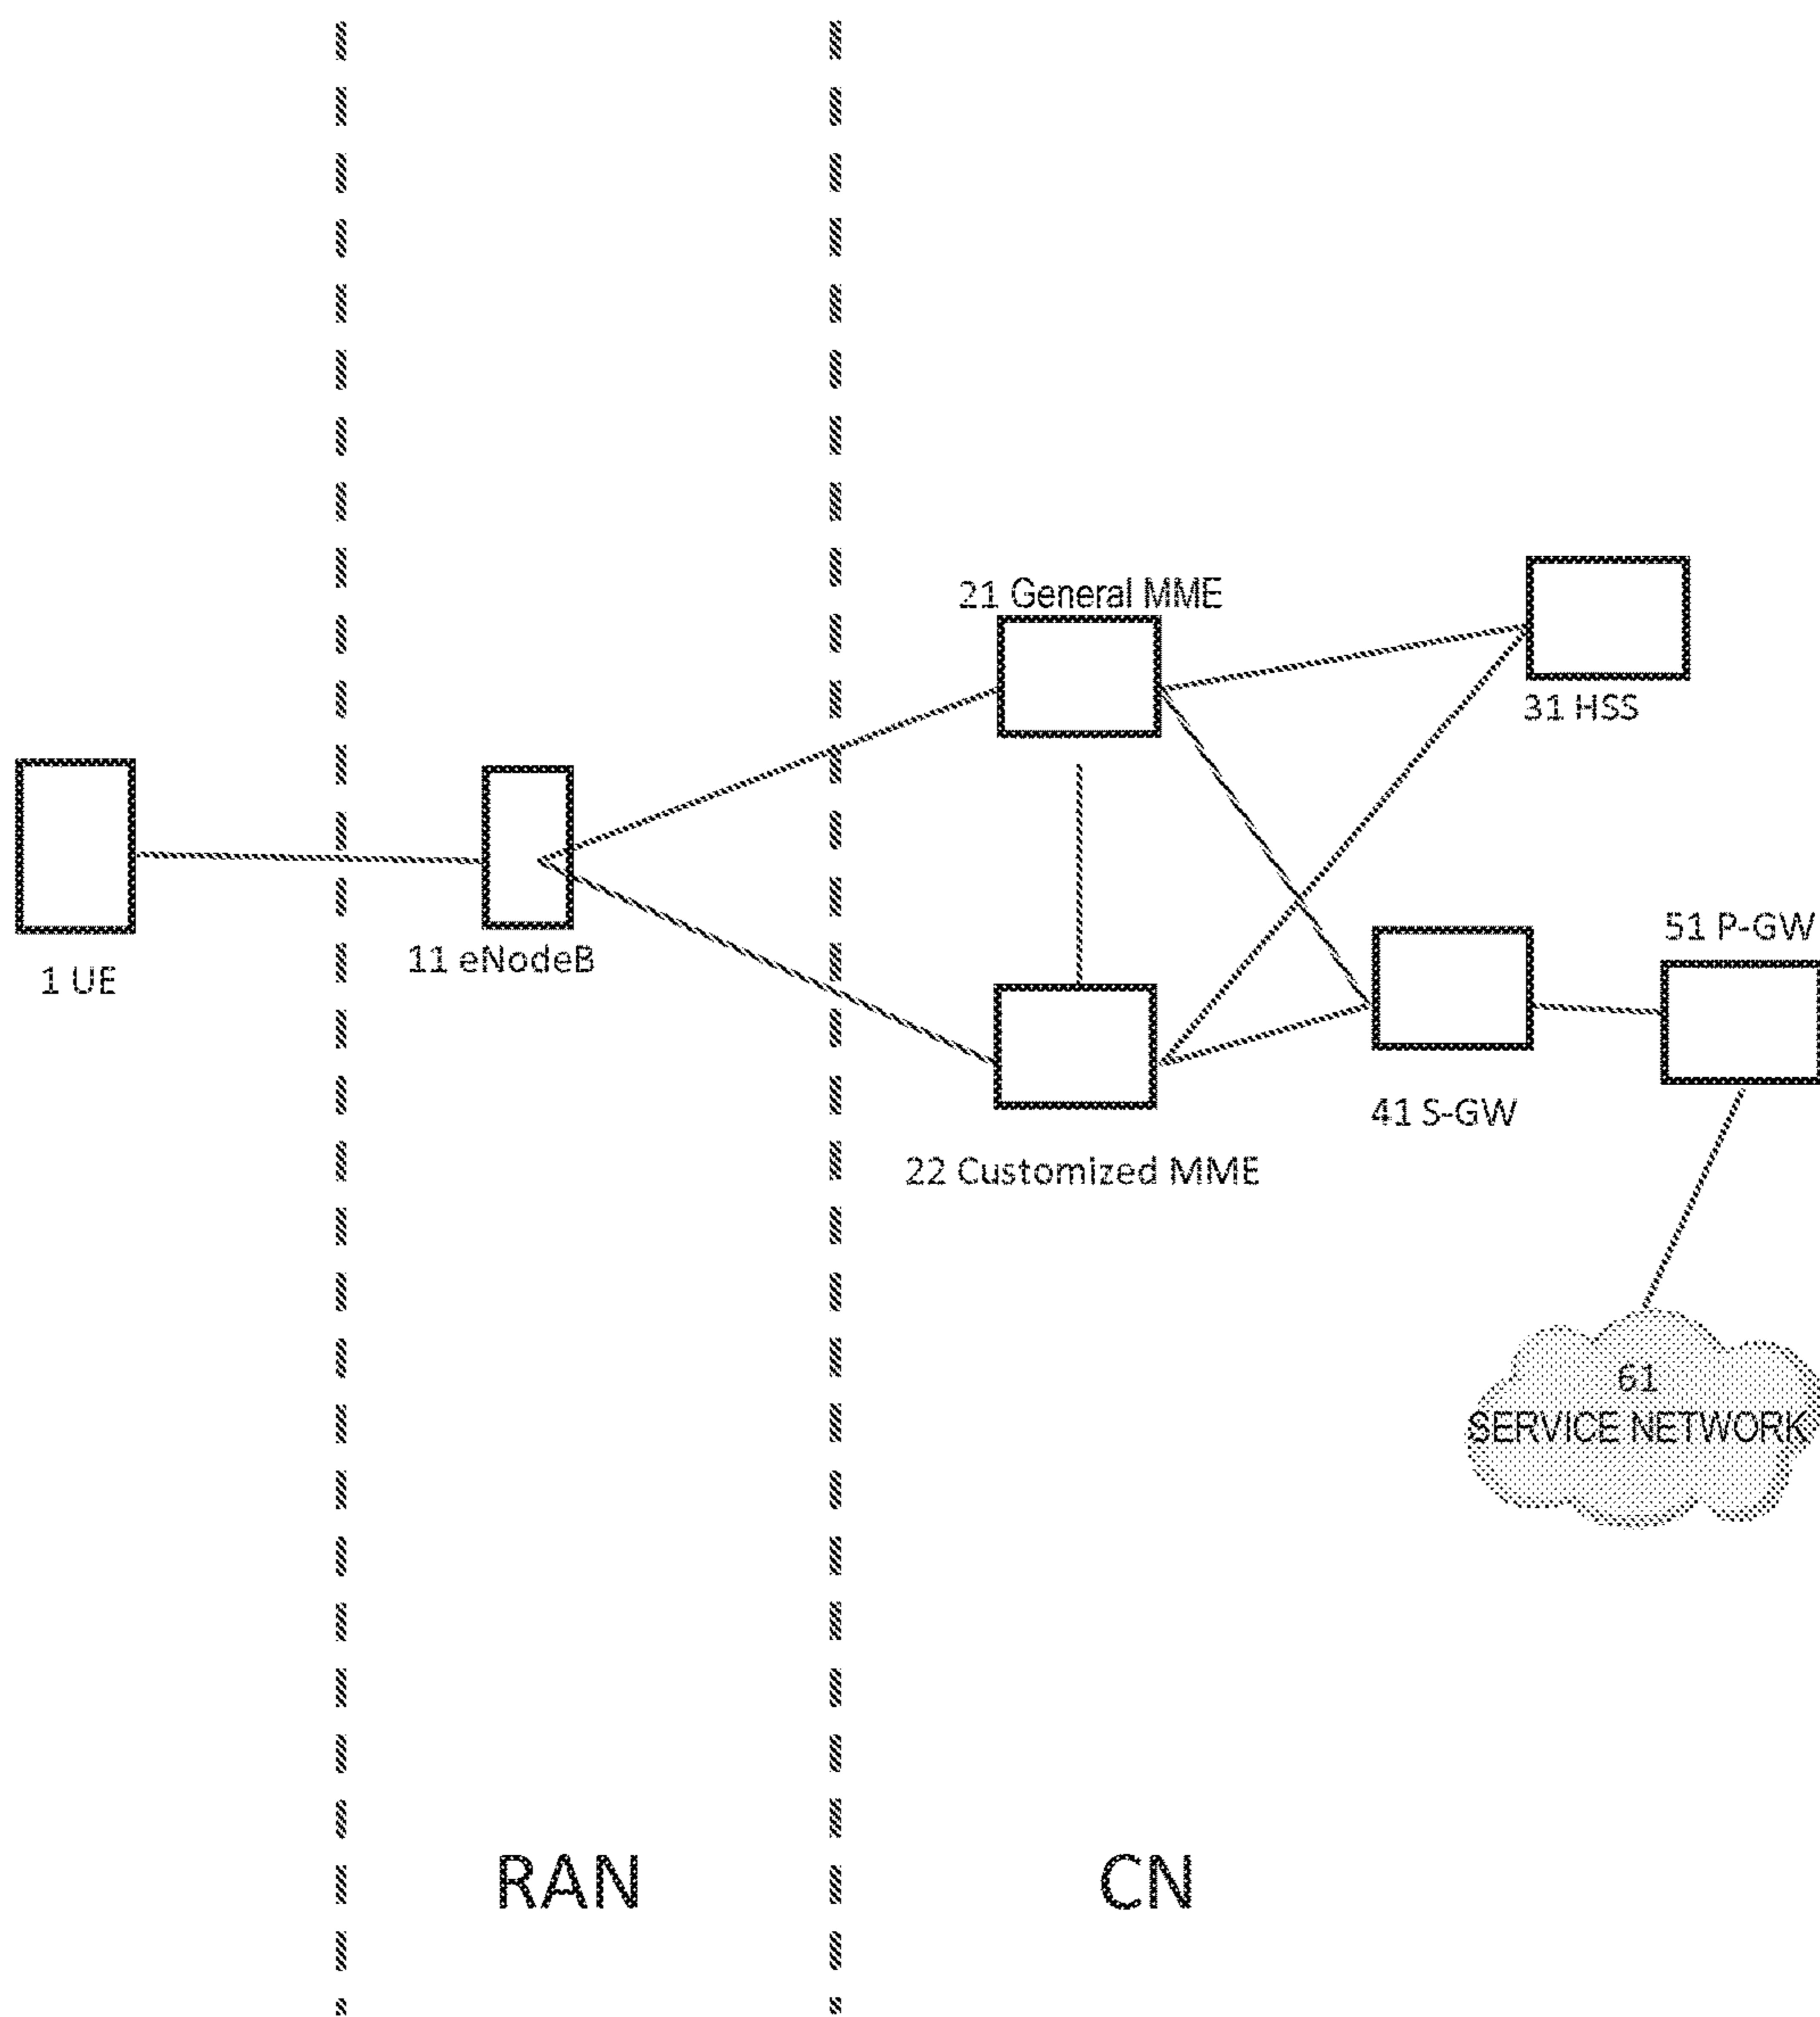 21 General MME
31 HSS
51 P-GW
11 eNodeB
1 UE
41 S-GW
22 Customized MME
61
SERVICE NETWORK
RAN
CN